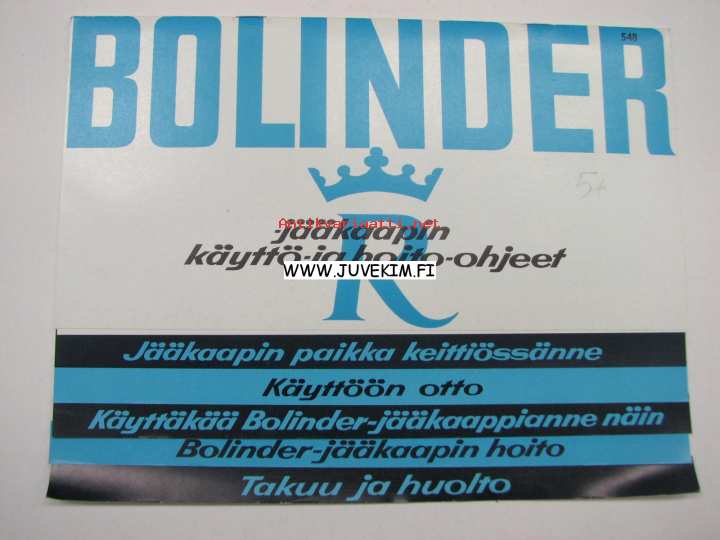 BOLINDER
548
5+
R
Antikvariaatti.net
jääkaapin
käyttö-ja hoito-ohjeet
WWW.JUVEKIM.FI
Jääkaapin paikka keittiössänne
Käyttöön otto
Käyttäkää Bolinder-jääkaappianne näin
Bolinder-jääkaapin hoito
Takuu ja huolto